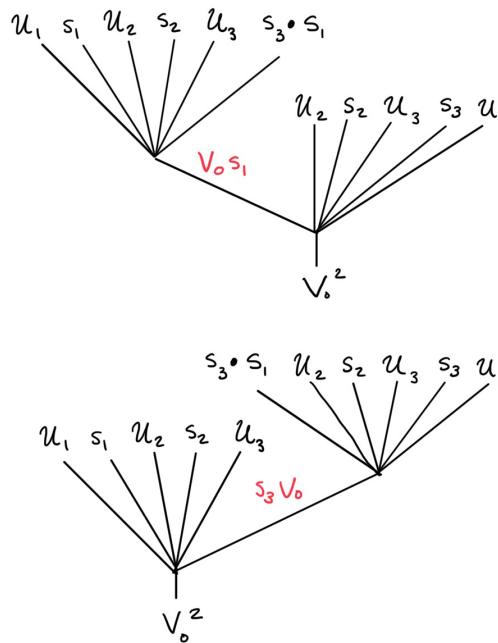 U₁ s₁ U₂ s₂ U₃ s₃•s₁
U₂ s₂ U₃ s₃ U
V₀s₁
V₀²
s₃•s₁ U₂ s₂ U₃ s₃ U
U₁ s₁ U₂ s₂ U₃
s₃V₀
V₀²